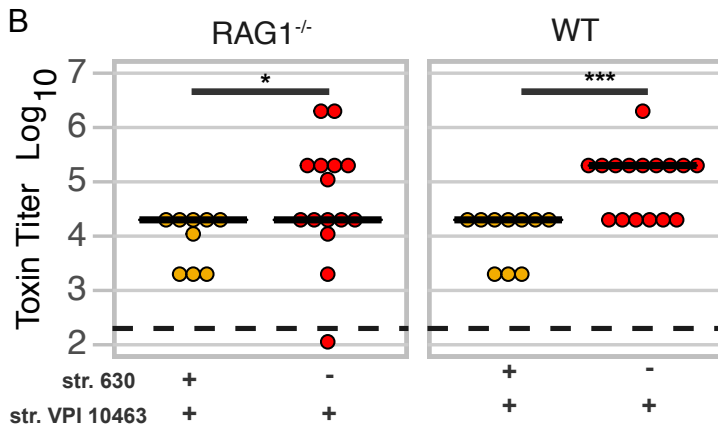 B
RAG1-/- WT
Toxin Titer Log10
7
6
5
4
3
2
* ***
str. 630 + - + -
str. VPI 10463 + + + +